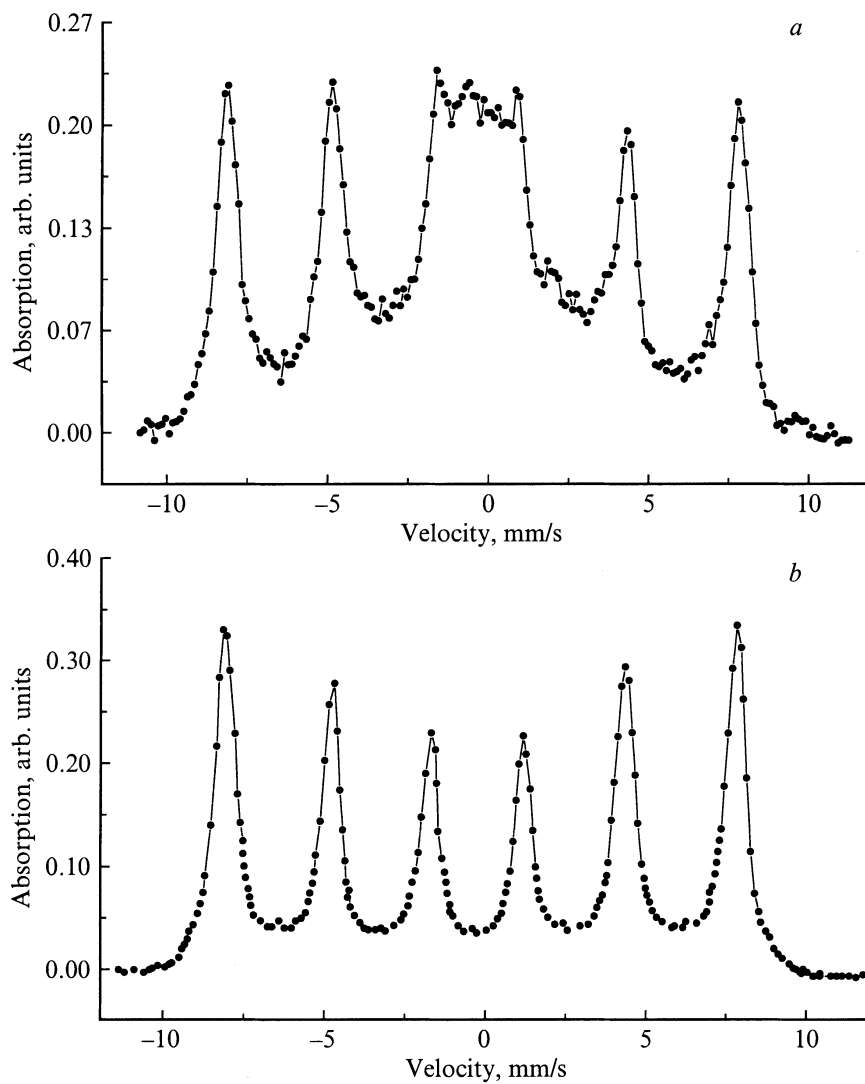 a
0.27
0.20
0.13
0.07
0.00
Absorption, arb. units
−10 −5 0 5 10
Velocity, mm/s
b
0.40
0.30
0.20
0.10
0.00
Absorption, arb. units
−10 −5 0 5 10
Velocity, mm/s